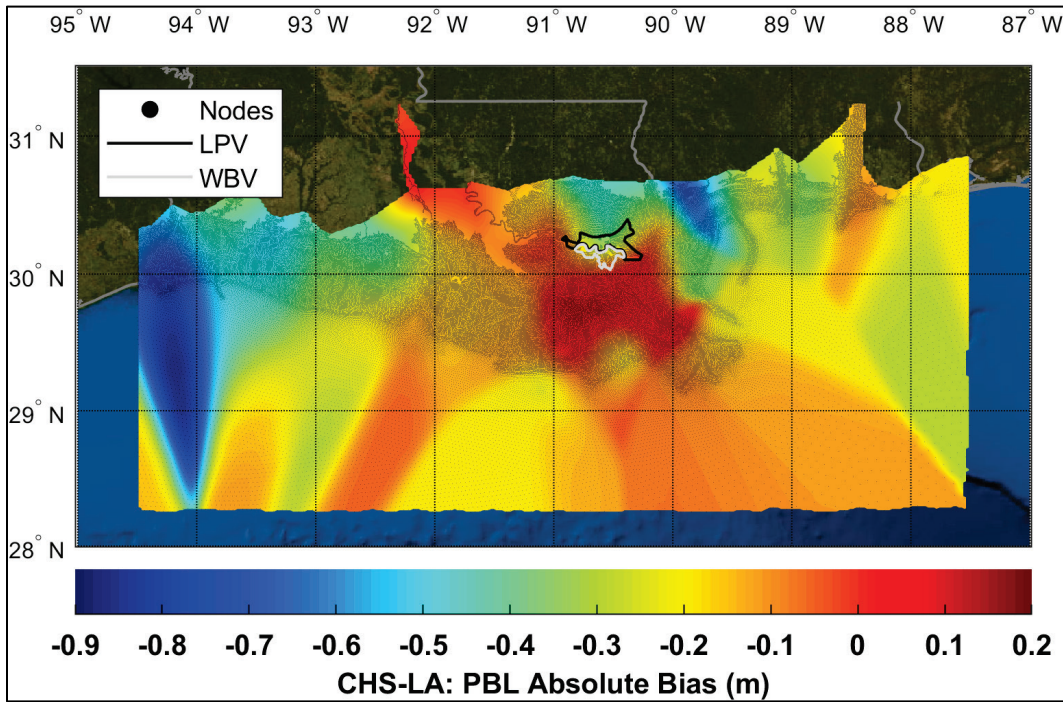 95° W 94° W 93° W 92° W 91° W 90° W 89° W 88° W 87° W
Nodes
LPV
WBV
31° N
30° N
29° N
28° N
-0.9 -0.8 -0.7 -0.6 -0.5 -0.4 -0.3 -0.2 -0.1 0 0.1 0.2
CHS-LA: PBL Absolute Bias (m)